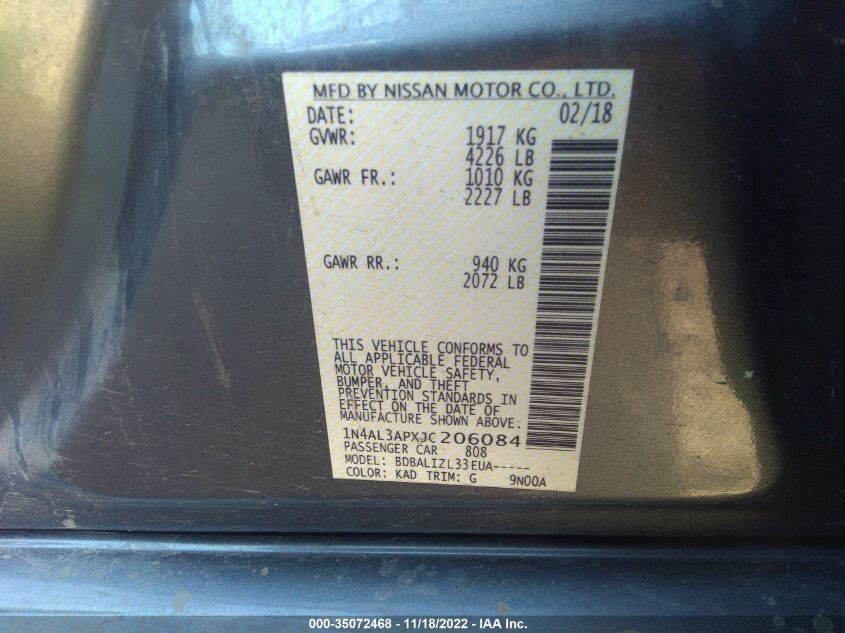 MFD BY NISSAN MOTOR CO., LTD.
DATE: 02/18
GVWR: 1917 KG
4226 LB
GAWR FR.: 1010 KG
2227 LB
GAWR RR.: 940 KG
2072 LB
THIS VEHICLE CONFORMS TO
ALL APPLICABLE FEDERAL
MOTOR VEHICLE SAFETY,
BUMPER, AND THEFT
PREVENTION STANDARDS IN
EFFECT ON THE DATE OF
MANUFACTURE SHOWN ABOVE.
1N4AL3APXJC206084
PASSENGER CAR 808
MODEL: BDBALIZL33EUA-----
COLOR: KAD TRIM: G 9N00A
000-35072468 - 11/18/2022 - IAA Inc.